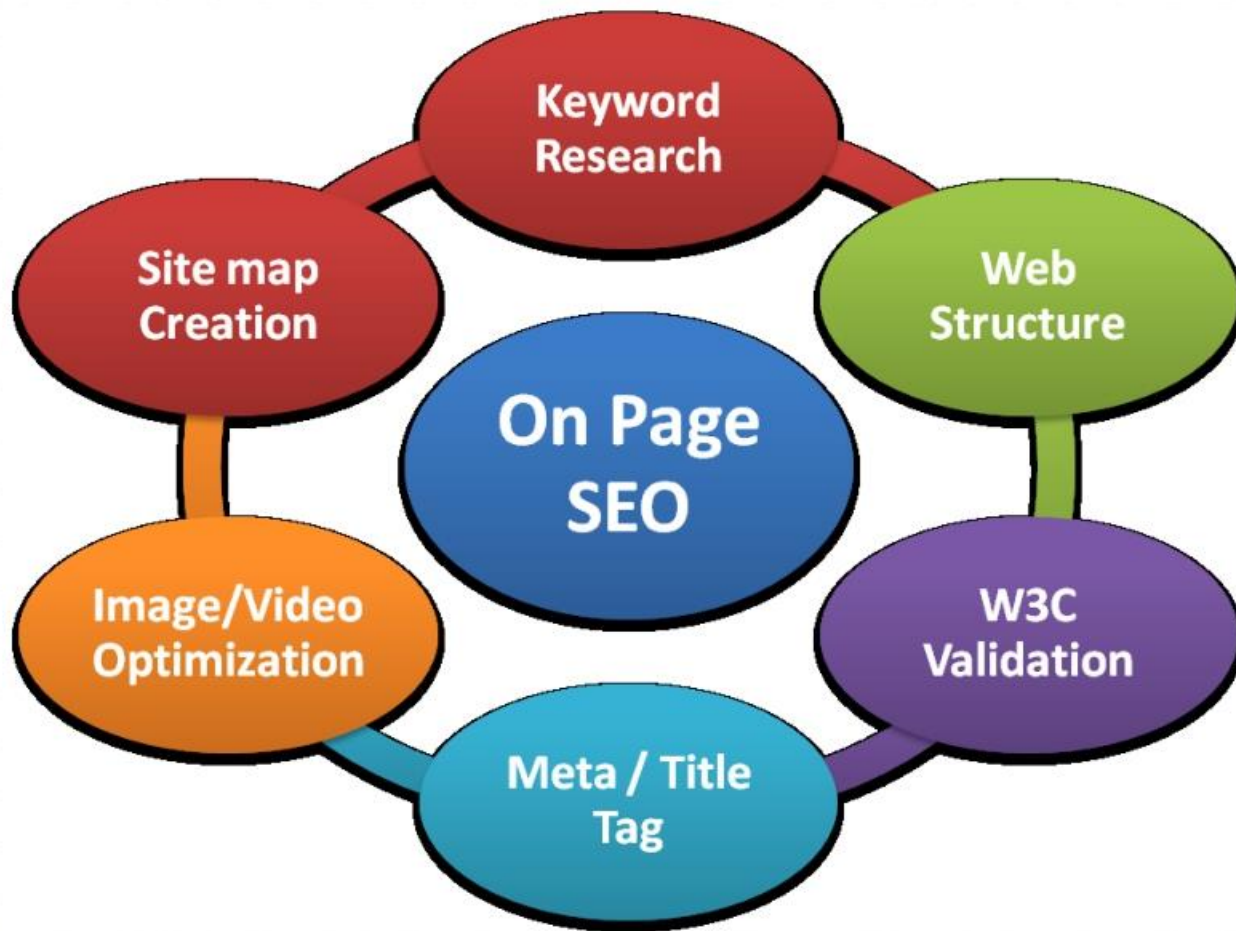 Keyword
Research
Site map
Creation
Web
Structure
On Page
SEO
Image/Video
Optimization
W3C
Validation
Meta / Title
Tag